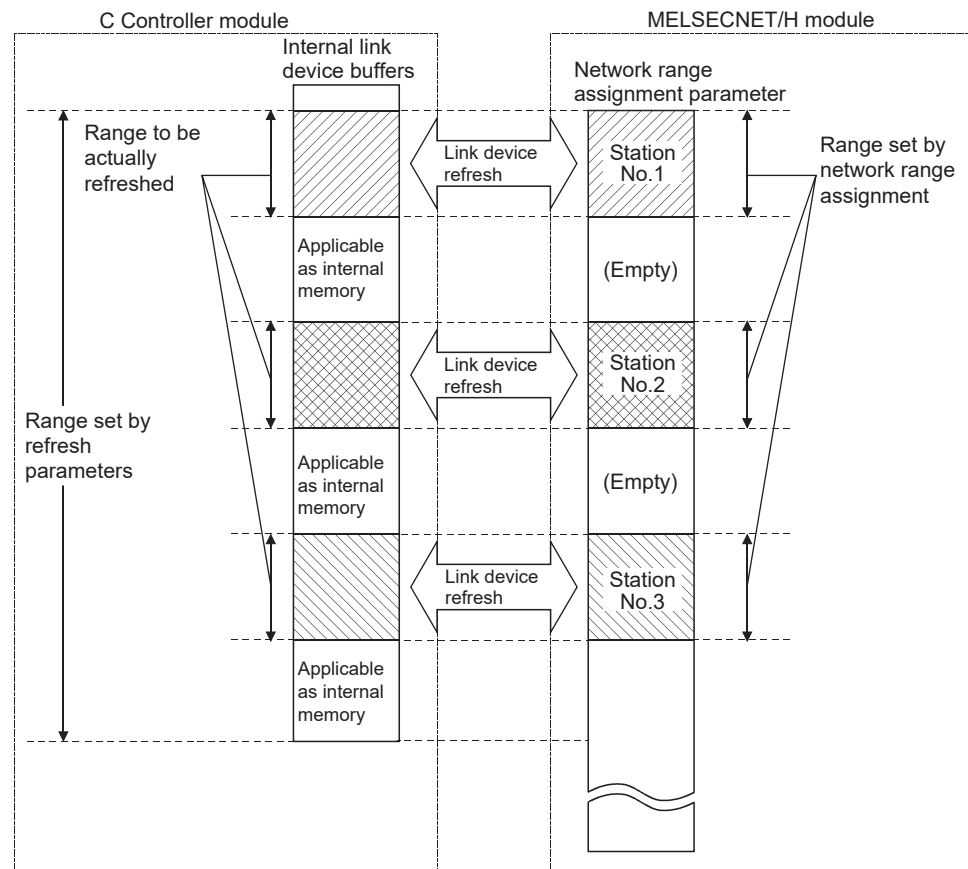 C Controller module
MELSECNET/H module
Internal link
device buffers
Network range
assignment parameter
Range to be
actually
refreshed
Link device
refresh
Station
No.1
Range set by
network range
assignment
Applicable
as internal
memory
(Empty)
Link device
refresh
Station
No.2
Range set by
refresh
parameters
Applicable
as internal
memory
(Empty)
Link device
refresh
Station
No.3
Applicable
as internal
memory